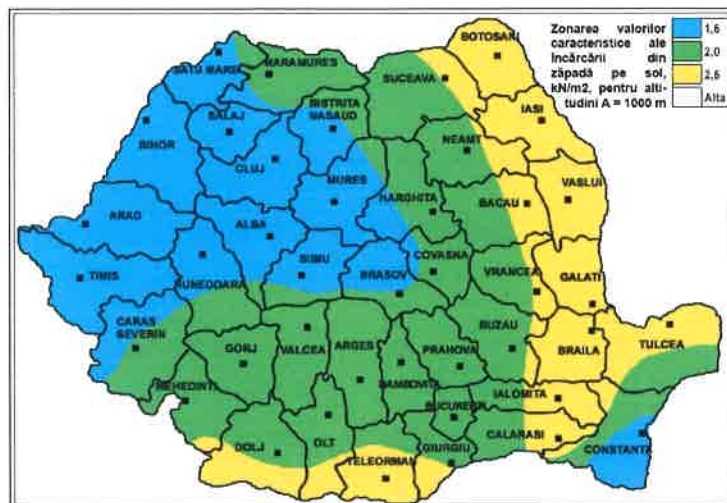 Zonarea valorilor
caracteristice ale
încărcării din
zăpadă pe sol,
kN/m2, pentru alti-
tudini A = 1000 m
1,5
2,0
2,5
Alta
BOTOSANI
SATU MARE
MARAMURES
SUCEAVA
BISTRITA
NASAUD
IASI
SALAJ
BIHOR
NEAMT
CLUJ
MURES
HARGHITA
BACAU
VASLUI
ARAD
ALBA
SIBIU
BRASOV
COVASNA
TIMIS
HUNEDOARA
VRANCEA
GALATI
CARAS
SEVERIN
GORJ
VALCEA
ARGES
PRAHOVA
BUZAU
BRAILA
TULCEA
MEHEDINTI
DAMBOVITA
BUCURESTI
IALOMITA
DOLJ
OLT
GIURGIU
CALARASI
CONSTANTA
TELEORMAN